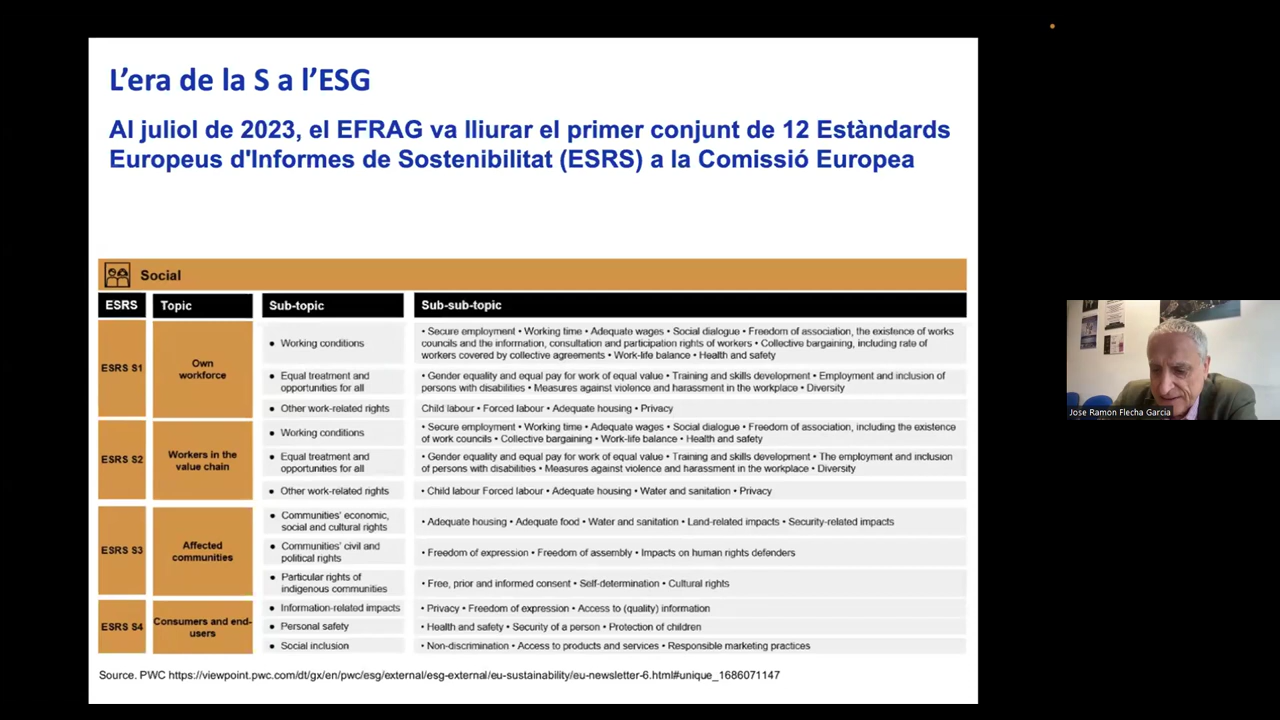 L'era de la S a l'ESG
Al juliol de 2023, el EFRAG va lliurar el primer conjunt de 12 Estàndards
Europeus d'Informes de Sostenibilitat (ESRS) a la Comissió Europea
Social
ESRS
Topic
Sub-topic
Sub-sub-topic
ESRS S1
Own
workforce
• Working conditions
• Secure employment • Working time • Adequate wages • Social dialogue • Freedom of association, the existence of works
councils and the information, consultation and participation rights of workers • Collective bargaining, including rate of
workers covered by collective agreements • Work-life balance • Health and safety
• Equal treatment and
opportunities for all
• Gender equality and equal pay for work of equal value • Training and skills development • Employment and inclusion of
persons with disabilities • Measures against violence and harassment in the workplace • Diversity
• Other work-related rights
Child labour • Forced labour • Adequate housing • Privacy
ESRS S2
Workers in the
value chain
• Working conditions
• Secure employment • Working time • Adequate wages • Social dialogue • Freedom of association, including the existence
of work councils • Collective bargaining • Work-life balance • Health and safety
• Equal treatment and
opportunities for all
• Gender equality and equal pay for work of equal value • Training and skills development • The employment and inclusion
of persons with disabilities • Measures against violence and harassment in the workplace • Diversity
• Other work-related rights
• Child labour Forced labour • Adequate housing • Water and sanitation • Privacy
ESRS S3
Affected
communities
• Communities' economic,
social and cultural rights
• Adequate housing • Adequate food • Water and sanitation • Land-related impacts • Security-related impacts
• Communities' civil and
political rights
• Freedom of expression • Freedom of assembly • Impacts on human rights defenders
• Particular rights of
indigenous communities
• Free, prior and informed consent • Self-determination • Cultural rights
ESRS S4
Consumers and end-
users
• Information-related impacts
• Privacy • Freedom of expression • Access to (quality) information
• Personal safety
• Health and safety • Security of a person • Protection of children
• Social inclusion
• Non-discrimination • Access to products and services • Responsible marketing practices
Source. PWC https://viewpoint.pwc.com/dt/gx/en/pwc/esg/external/esg-external/eu-sustainability/eu-newsletter-6.html#unique_1686071147
Jose Ramon Flecha Garcia